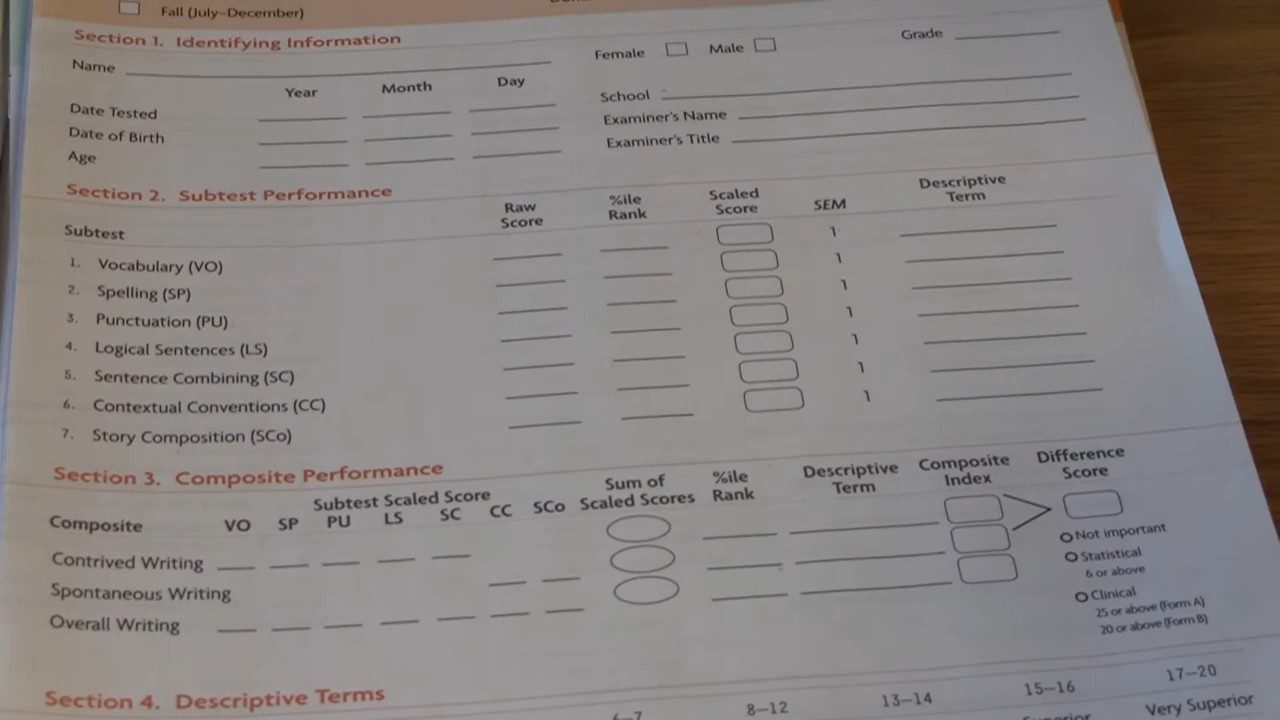 Fall (July–December)
Section 1. Identifying Information
Name
Female Male Grade
Year Month Day
School
Date Tested
Examiner's Name
Date of Birth
Examiner's Title
Age
Section 2. Subtest Performance
Subtest Raw Score %ile Rank Scaled Score SEM Descriptive Term
1. Vocabulary (VO) 1
2. Spelling (SP) 1
3. Punctuation (PU) 1
4. Logical Sentences (LS) 1
5. Sentence Combining (SC) 1
6. Contextual Conventions (CC) 1
7. Story Composition (SCo) 1
Section 3. Composite Performance
Subtest Scaled Score
Composite VO SP PU LS SC CC SCo Sum of Scaled Scores %ile Rank Descriptive Term Composite Index Difference Score
Contrived Writing
Spontaneous Writing
Overall Writing
Not important
Statistical
6 or above
Clinical
25 or above (Form A)
20 or above (Form B)
Section 4. Descriptive Terms
6–7 8–12 13–14 15–16 17–20
Very Superior